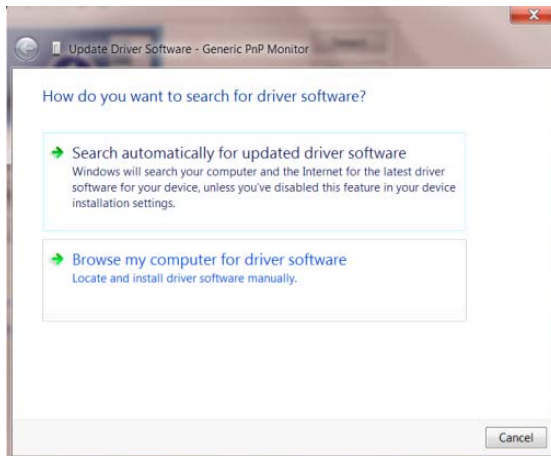 Update Driver Software - Generic PnP Monitor
How do you want to search for driver software?
Search automatically for updated driver software
Windows will search your computer and the Internet for the latest driver
software for your device, unless you've disabled this feature in your device
installation settings.
Browse my computer for driver software
Locate and install driver software manually.
Cancel